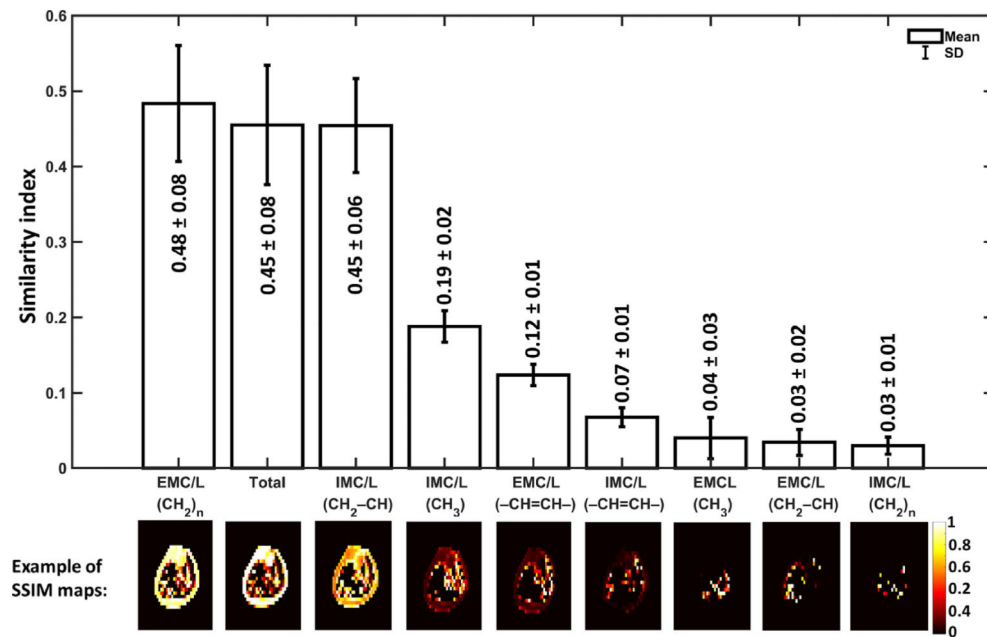 0.6
0.5
0.4
0.3
0.2
0.1
0
Similarity index
Mean
SD
0.48 ± 0.08
0.45 ± 0.08
0.45 ± 0.06
0.19 ± 0.02
0.12 ± 0.01
0.07 ± 0.01
0.04 ± 0.03
0.03 ± 0.02
0.03 ± 0.01
EMC/L
(CH₂)ₙ
Total
IMC/L
(CH₂–CH)
IMC/L
(CH₃)
EMC/L
(–CH=CH–)
IMC/L
(–CH=CH–)
EMCL
(CH₃)
EMC/L
(CH₂–CH)
IMC/L
(CH₂)ₙ
Example of
SSIM maps:
1
0.8
0.6
0.4
0.2
0.4
0